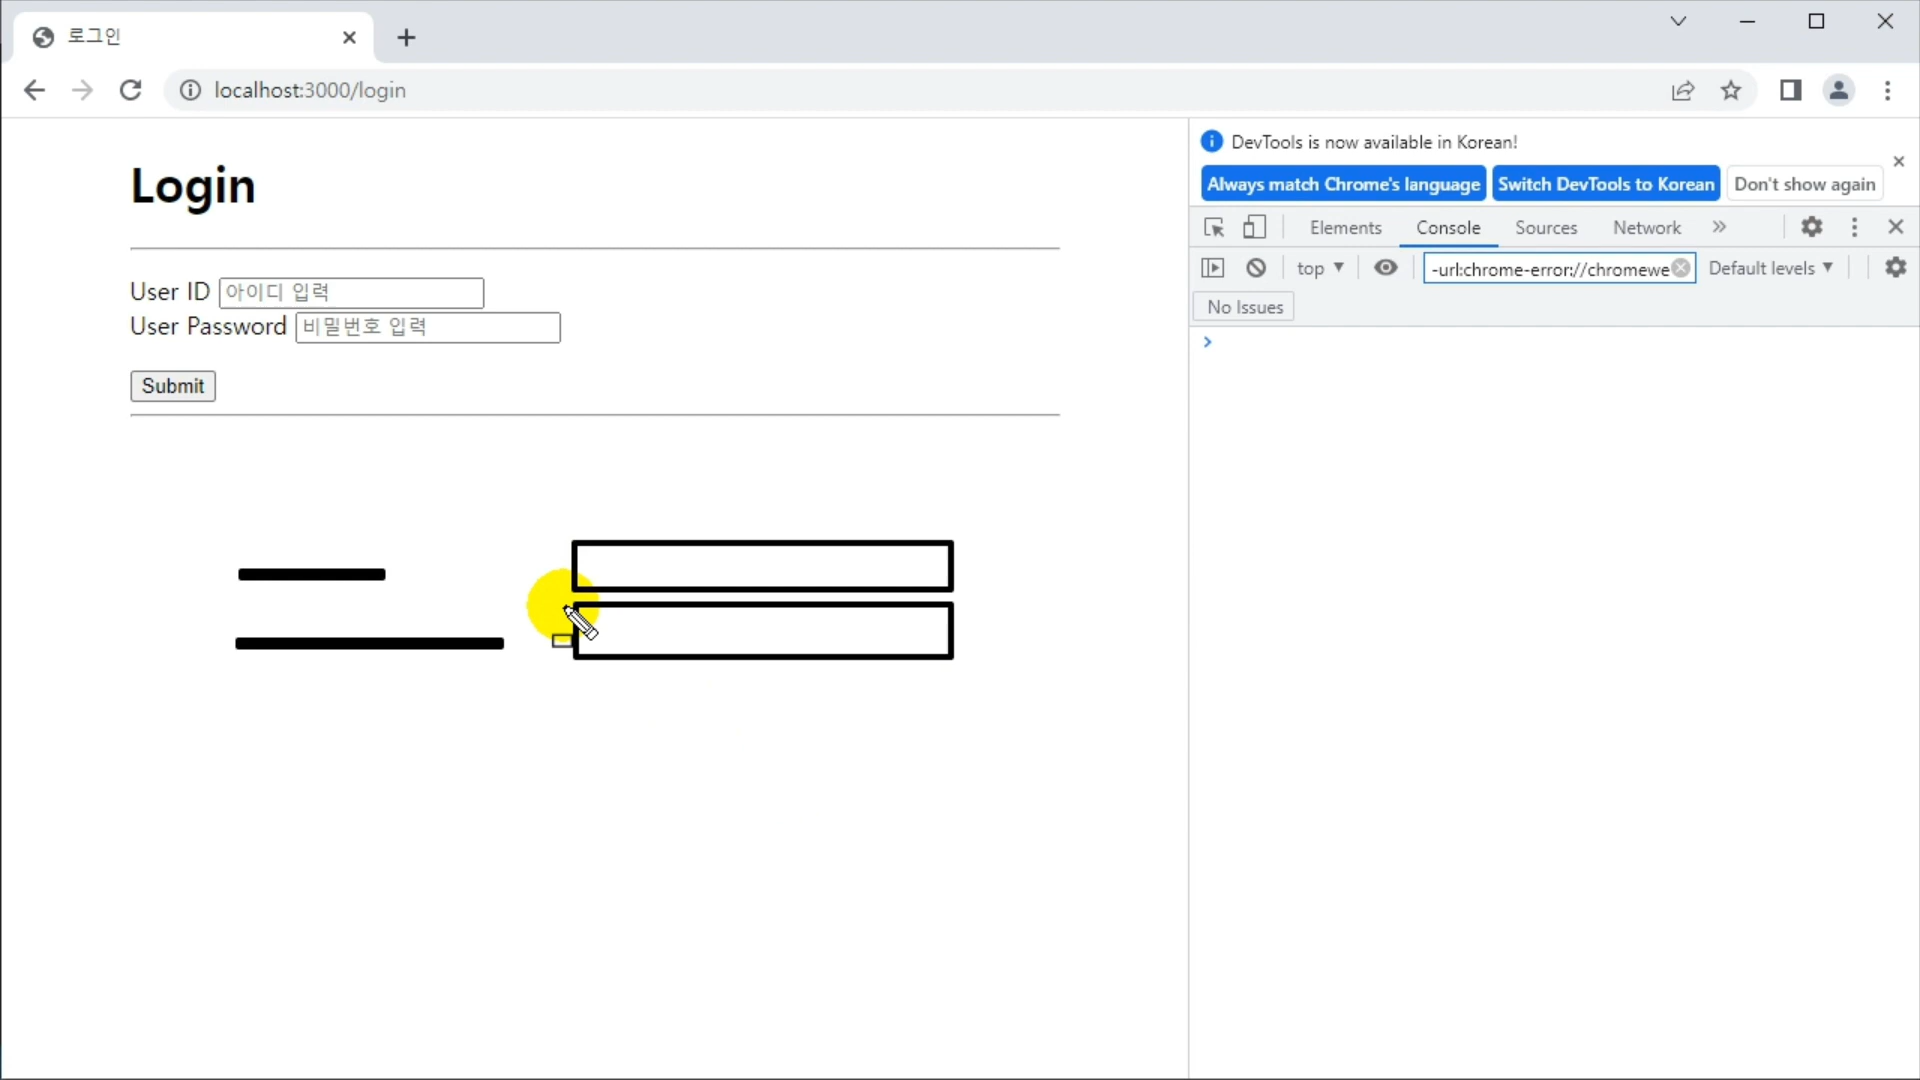 로그인
localhost:3000/login
DevTools is now available in Korean!
Always match Chrome's language
Switch DevTools to Korean
Don't show again
Elements
Console
Sources
Network
top
-url:chrome-error://chromewe
Default levels
No Issues
Login
User ID 아이디 입력
User Password 비밀번호 입력
Submit